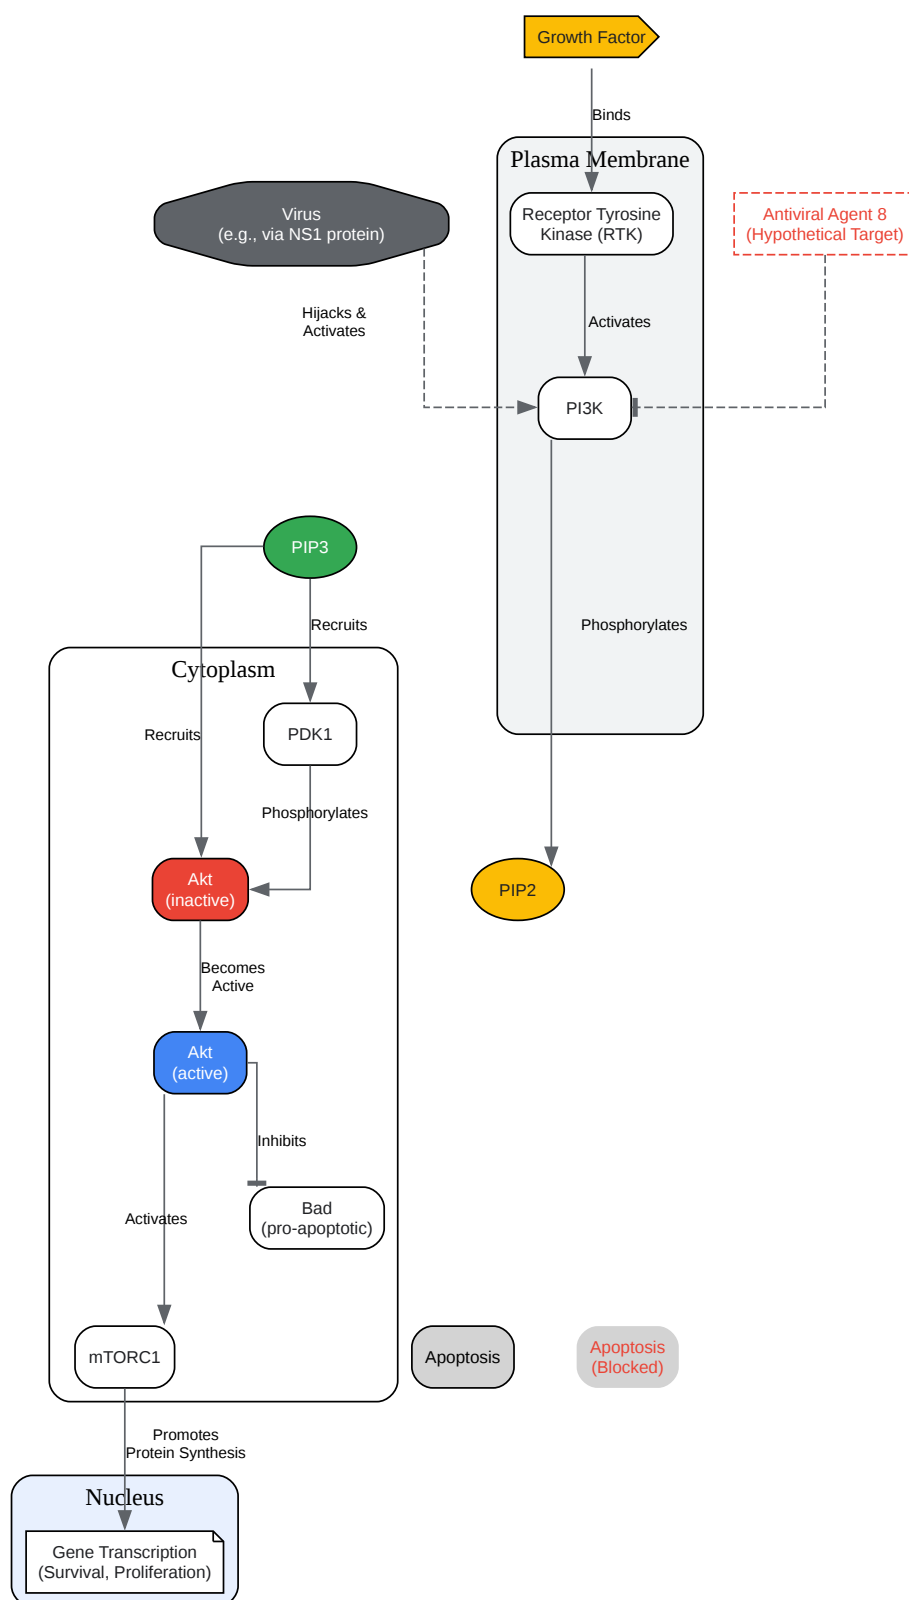 Growth Factor
Binds
Plasma Membrane
Virus
(e.g., via NS1 protein)
Receptor Tyrosine
Kinase (RTK)
Antiviral Agent 8
(Hypothetical Target)
Hijacks &
Activates
Activates
PI3K
PIP3
Recruits
Phosphorylates
Cytoplasm
Recruits
PDK1
Phosphorylates
Akt
(inactive)
PIP2
Becomes
Active
Akt
(active)
Inhibits
Activates
Bad
(pro-apoptotic)
mTORC1
Apoptosis
Apoptosis
(Blocked)
Promotes
Protein Synthesis
Nucleus
Gene Transcription
(Survival, Proliferation)